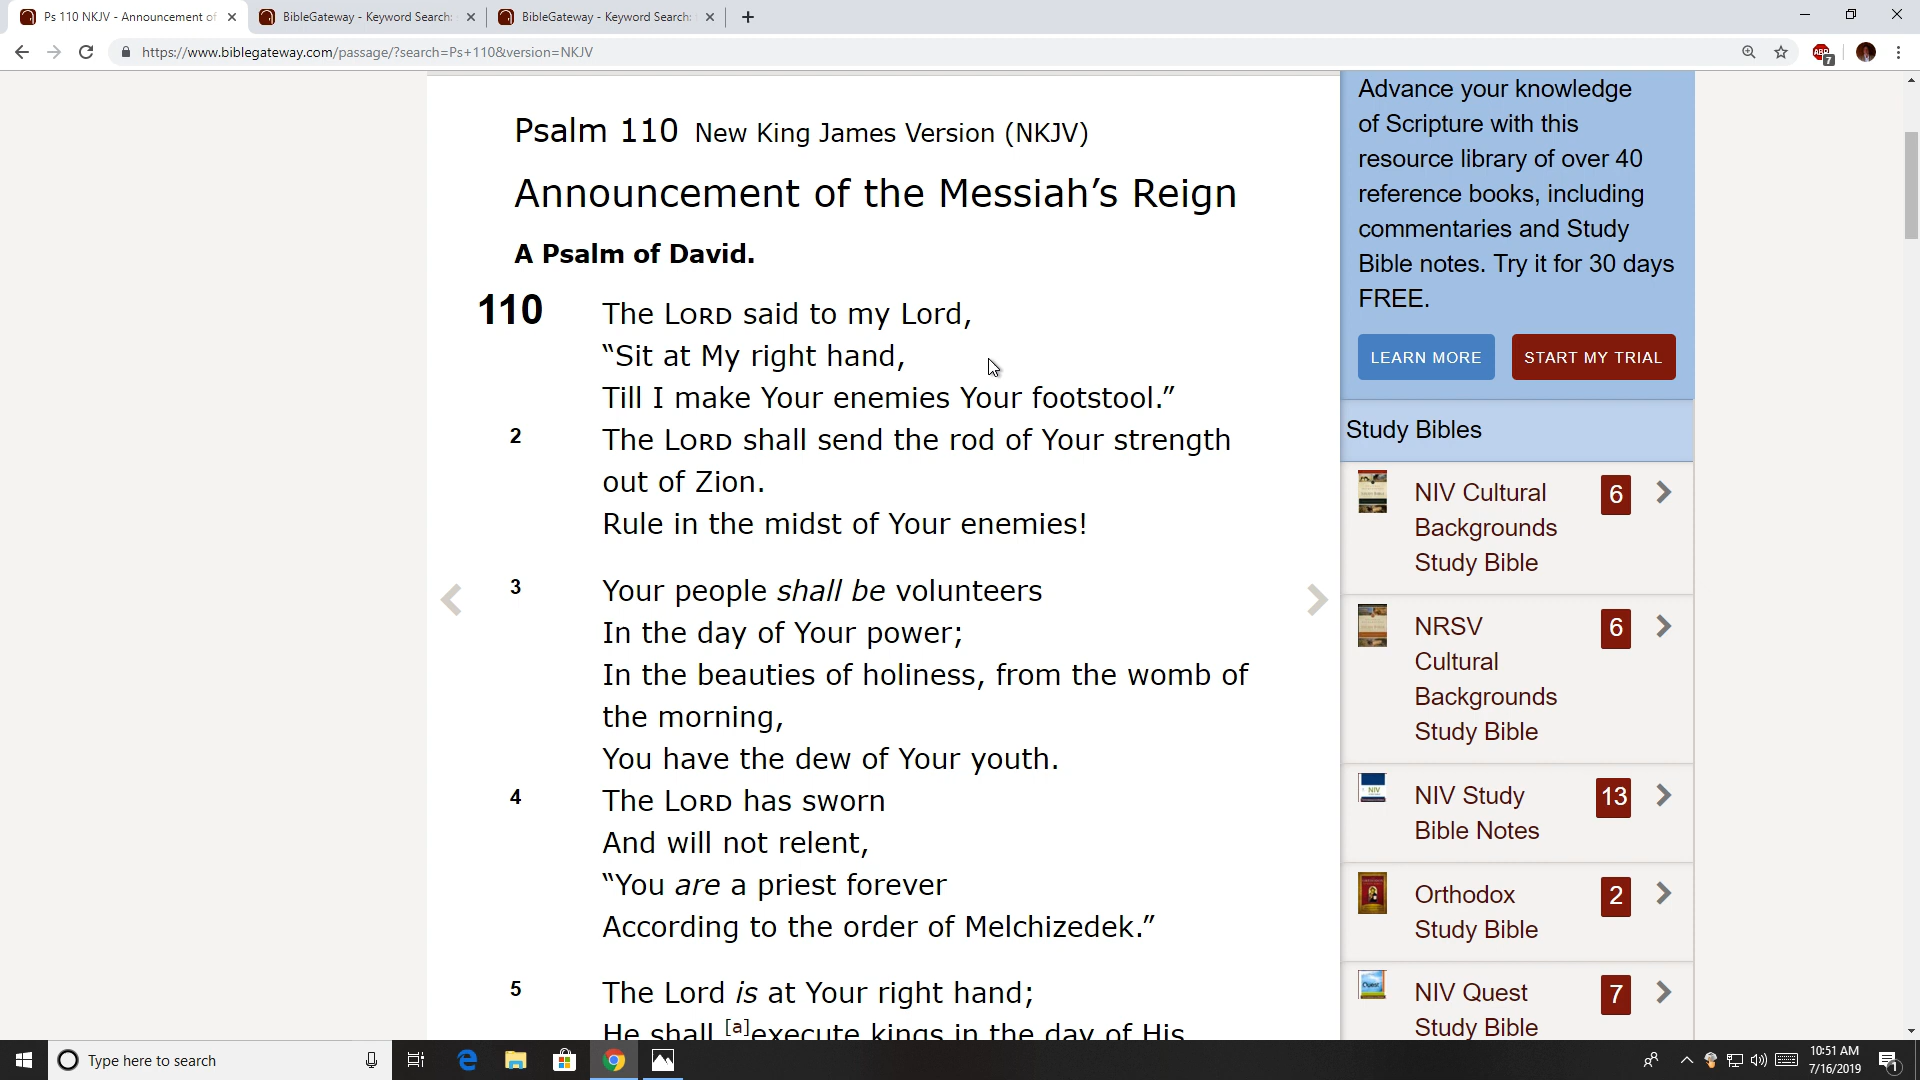 Ps 110 NKJV - Announcement of
BibleGateway - Keyword Search:
BibleGateway - Keyword Search:
https://www.biblegateway.com/passage/?search=Ps+110&version=NKJV
ABP
7
Psalm 110 New King James Version (NKJV)
Announcement of the Messiah’s Reign
A Psalm of David.
110 The LORD said to my Lord,
“Sit at My right hand,
Till I make Your enemies Your footstool.”
2 The LORD shall send the rod of Your strength
out of Zion.
Rule in the midst of Your enemies!
3 Your people shall be volunteers
In the day of Your power;
In the beauties of holiness, from the womb of
the morning,
You have the dew of Your youth.
4 The LORD has sworn
And will not relent,
“You are a priest forever
According to the order of Melchizedek.”
5 The Lord is at Your right hand;
He shall [a]execute kings in the day of His
Advance your knowledge
of Scripture with this
resource library of over 40
reference books, including
commentaries and Study
Bible notes. Try it for 30 days
FREE.
LEARN MORE START MY TRIAL
Study Bibles
NIV Cultural 6
Backgrounds
Study Bible
NRSV 6
Cultural
Backgrounds
Study Bible
NIV Study 13
Bible Notes
Orthodox 2
Study Bible
NIV Quest 7
Study Bible
Type here to search
10:51 AM
7/16/2019
1